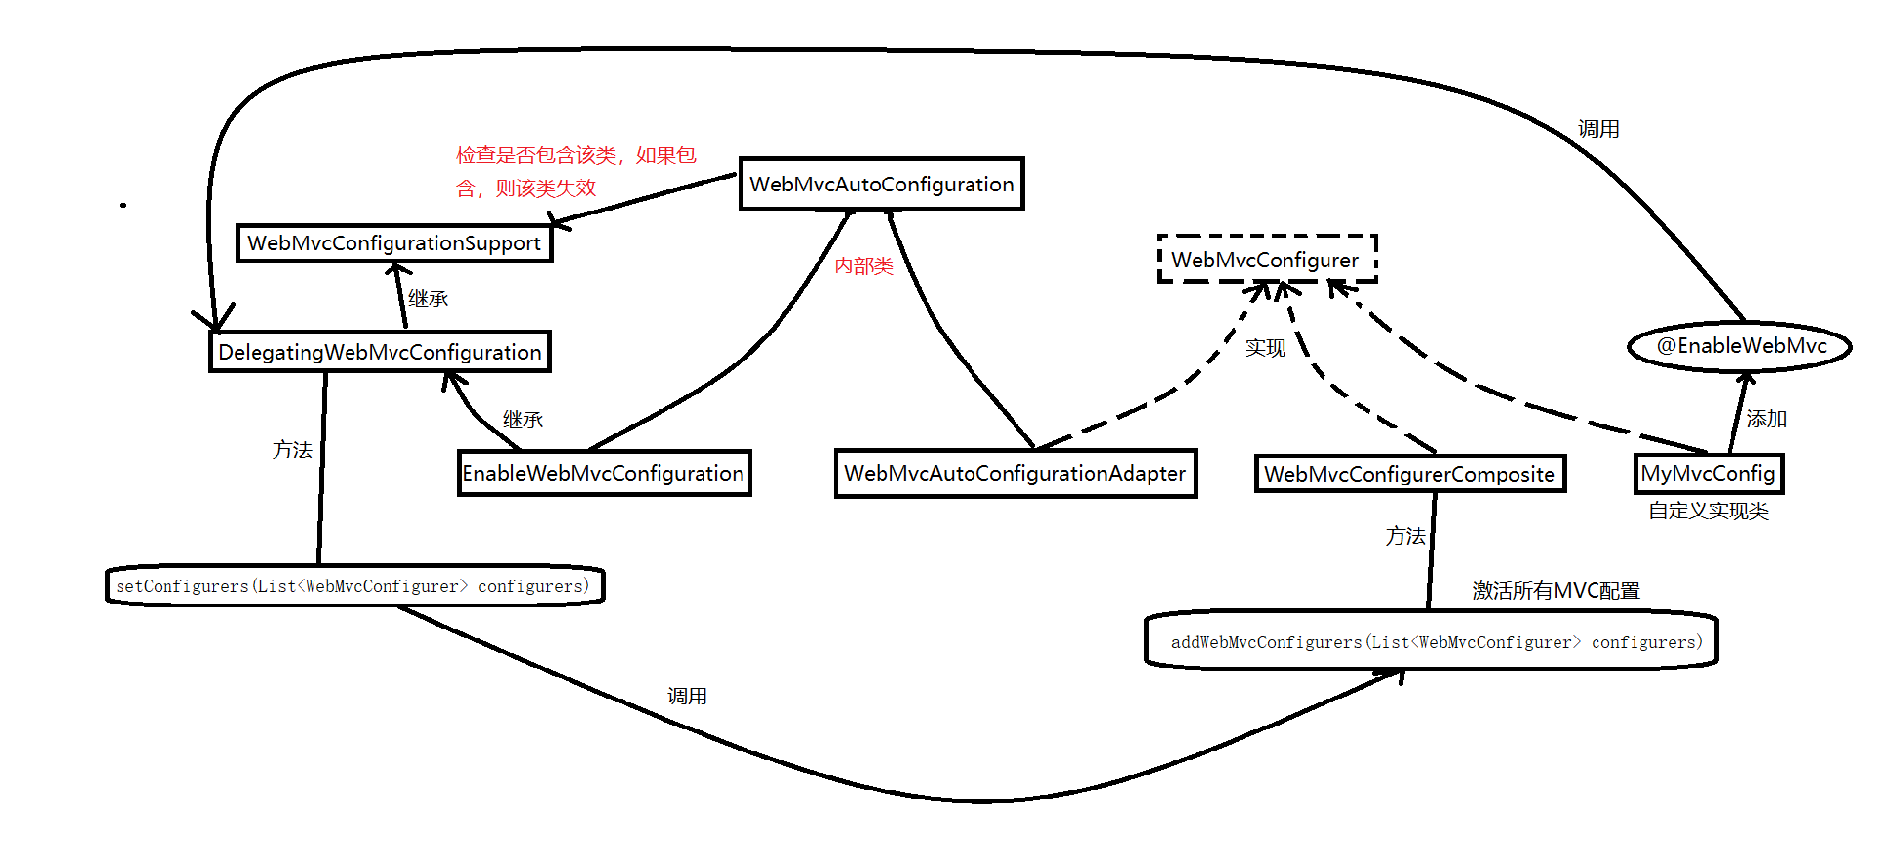 调用
检查是否包含该类，如果包
含，则该类失效
WebMvcAutoConfiguration
WebMvcConfigurationSupport
内部类
WebMvcConfigurer
继承
DelegatingWebMvcConfiguration
实现
@EnableWebMvc
继承
添加
方法
EnableWebMvcConfiguration
WebMvcAutoConfigurationAdapter
WebMvcConfigurerComposite
MyMvcConfig
自定义实现类
方法
setConfigurers(List<WebMvcConfigurer> configurers)
激活所有MVC配置
addWebMvcConfigurers(List<WebMvcConfigurer> configurers)
调用